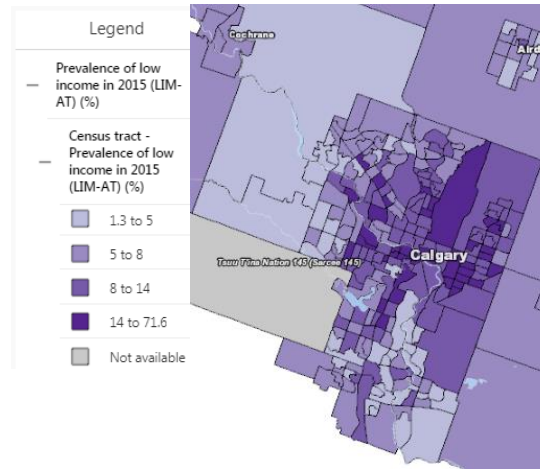 Legend
Prevalence of low
income in 2015 (LIM-
AT) (%)
Census tract -
Prevalence of low
income in 2015
(LIM-AT) (%)
1.3 to 5
5 to 8
8 to 14
14 to 71.6
Not available
Cochrane
Aird
Calgary
Tsuu T'ina Nation 145 (Sarcee 145)